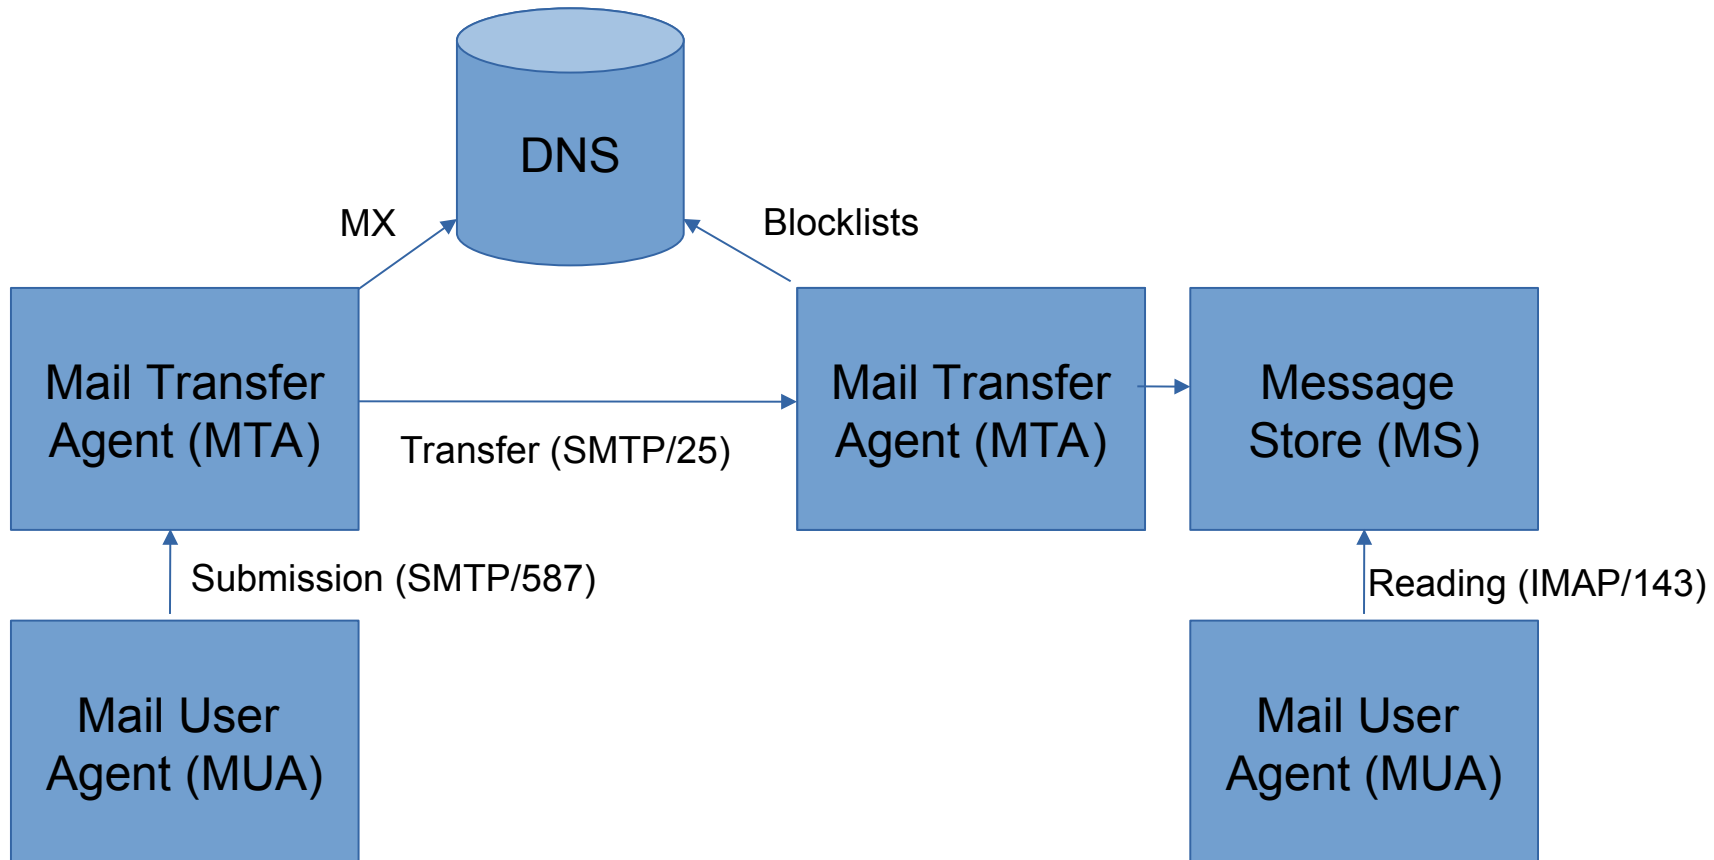 DNS
MX
Blocklists
Mail Transfer
Agent (MTA)
Transfer (SMTP/25)
Mail Transfer
Agent (MTA)
Message
Store (MS)
Submission (SMTP/587)
Reading (IMAP/143)
Mail User
Agent (MUA)
Mail User
Agent (MUA)